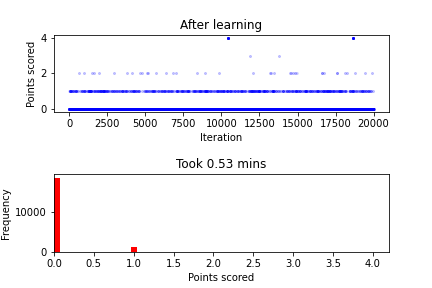 After learning
4
2
0
Points scored
0 2500 5000 7500 10000 12500 15000 17500 20000
Iteration
Took 0.53 mins
10000
0
Frequency
0.0 0.5 1.0 1.5 2.0 2.5 3.0 3.5 4.0
Points scored